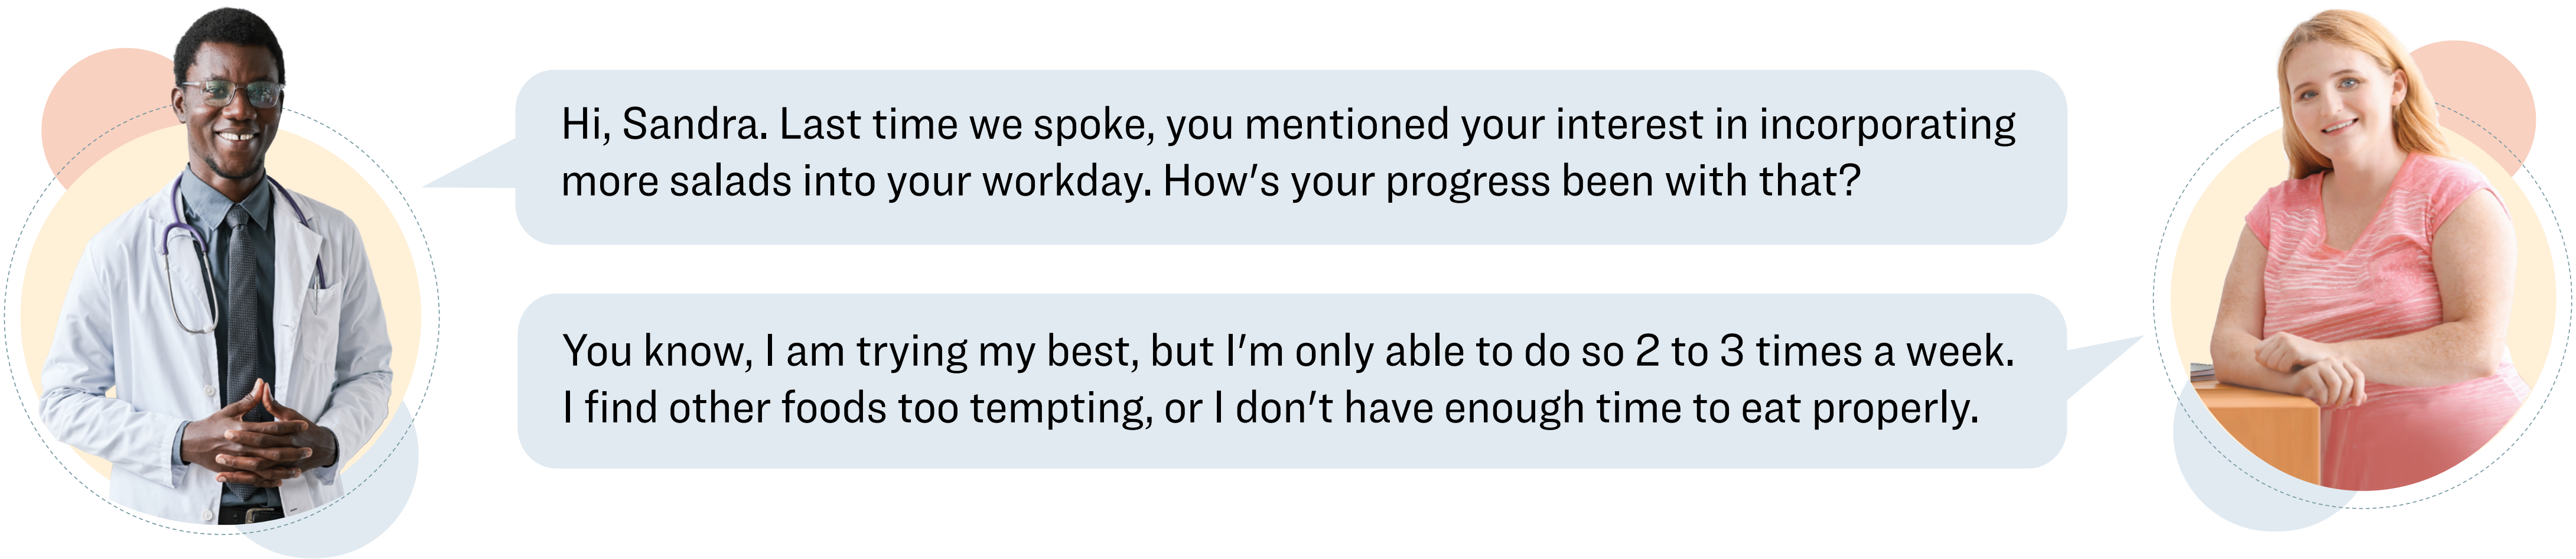 Hi, Sandra. Last time we spoke, you mentioned your interest in incorporating
more salads into your workday. How's your progress been with that?
You know, I am trying my best, but I'm only able to do so 2 to 3 times a week.
I find other foods too tempting, or I don't have enough time to eat properly.